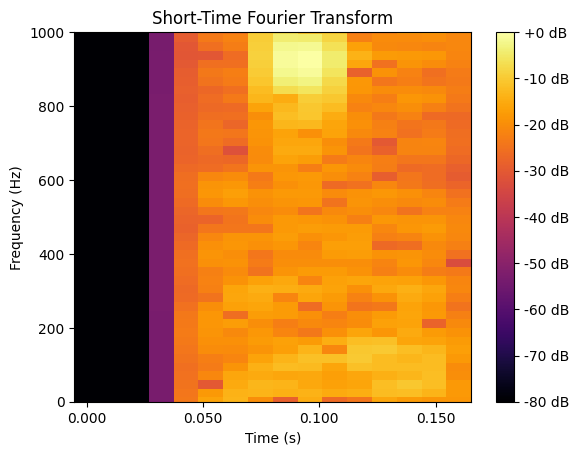 Short-Time Fourier Transform
Frequency (Hz)
1000
800
600
400
200
0
0.000
0.050
0.100
0.150
Time (s)
+0 dB
-10 dB
-20 dB
-30 dB
-40 dB
-50 dB
-60 dB
-70 dB
-80 dB